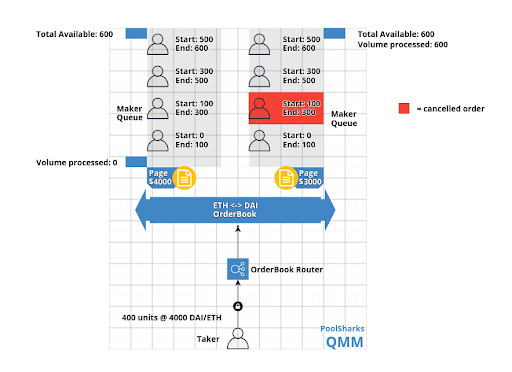 Total Available: 600
Start: 500
End: 600
Start: 500
End: 600
Total Available: 600
Volume processed: 600
Start: 300
End: 500
Start: 300
End: 500
Maker
Queue
Start: 100
End: 300
Start: 100
End: 300
Maker
Queue
= cancelled order
Start: 0
End: 100
Start: 0
End: 100
Volume processed: 0
Page
$4000
Page
$3000
ETH <-> DAI
OrderBook
OrderBook Router
400 units @ 4000 DAI/ETH
Taker
PoolSharks
QMM